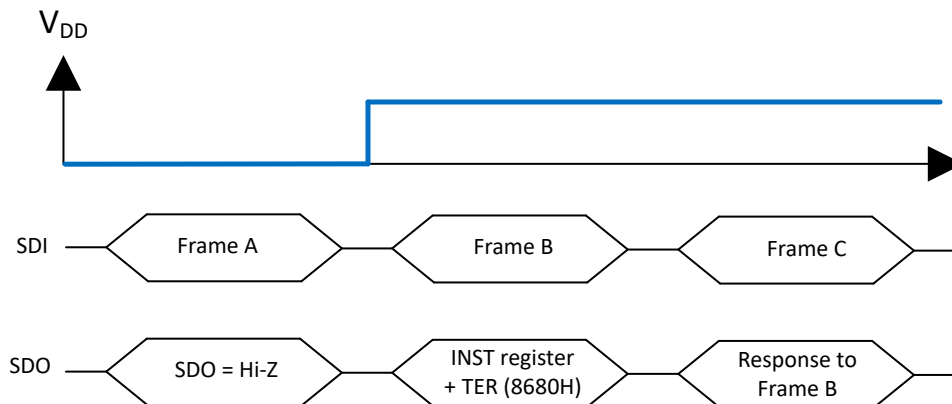 VDD
SDI
Frame A
Frame B
Frame C
SDO
SDO = Hi-Z
INST register
+ TER (8680H)
Response to
Frame B